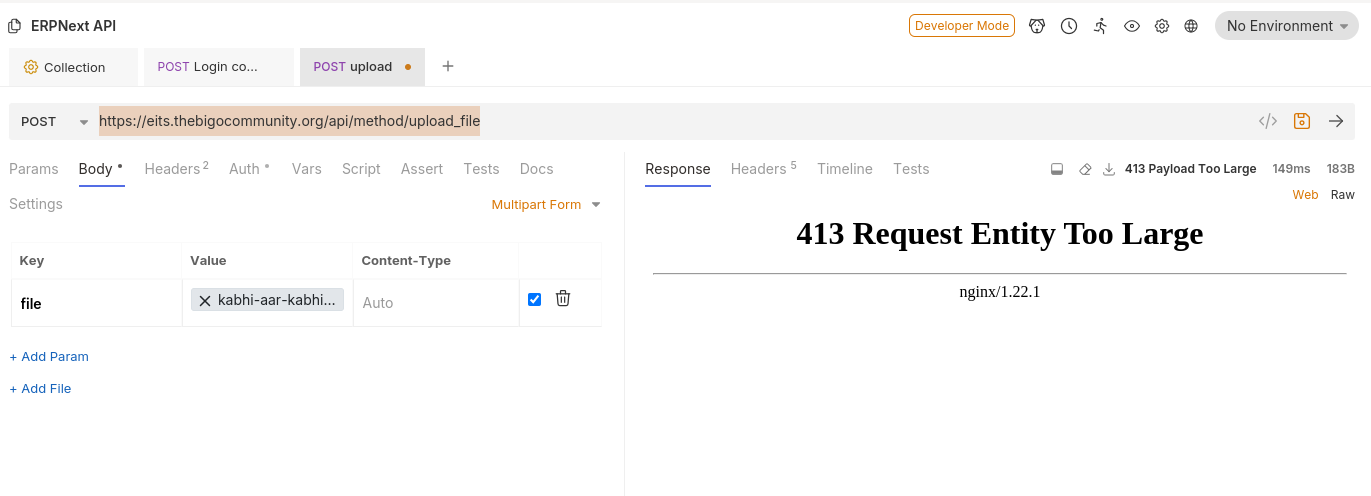 ERPNext API
Developer Mode
No Environment
Collection
POST Login co...
POST upload
POST
https://eits.thebigocommunity.org/api/method/upload_file
Params
Body
Headers 2
Auth
Vars
Script
Assert
Tests
Docs
Settings
Multipart Form
Key Value Content-Type
file kabhi-aar-kabhi... Auto
+ Add Param
+ Add File
Response
Headers 5
Timeline
Tests
413 Payload Too Large
149ms
183B
Web
Raw
413 Request Entity Too Large
nginx/1.22.1